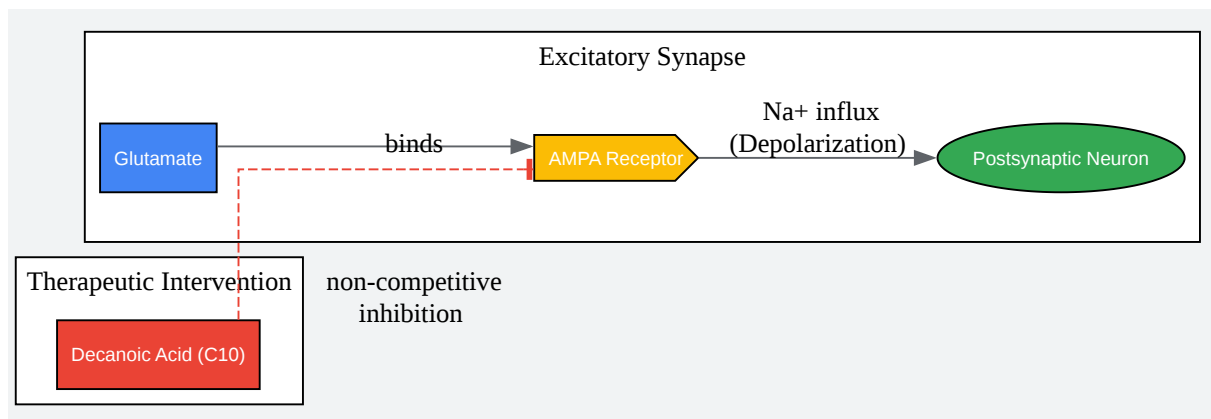 Excitatory Synapse
Glutamate
binds
AMPA Receptor
Na+ influx
(Depolarization)
Postsynaptic Neuron
Therapeutic Intervention
non-competitive
inhibition
Decanoic Acid (C10)